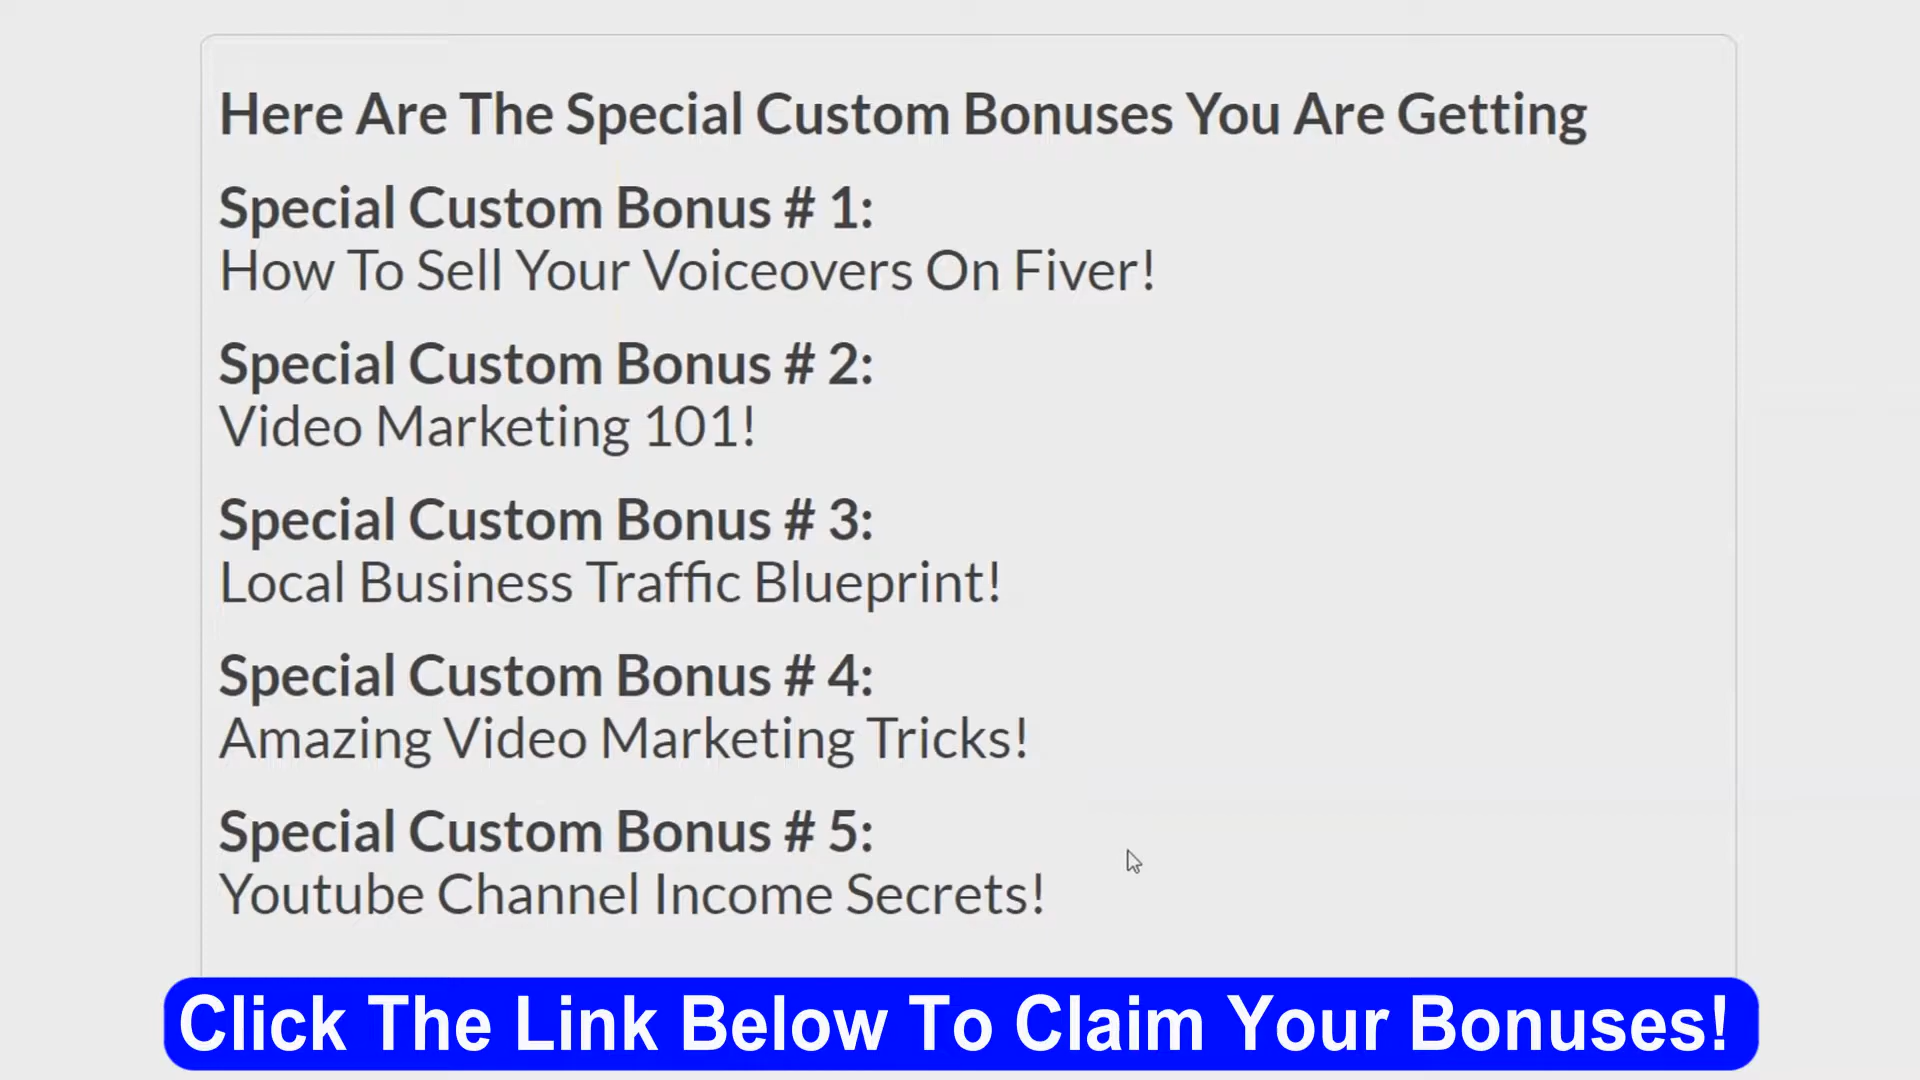 Here Are The Special Custom Bonuses You Are Getting
Special Custom Bonus # 1:
How To Sell Your Voiceovers On Fiver!
Special Custom Bonus # 2:
Video Marketing 101!
Special Custom Bonus # 3:
Local Business Traffic Blueprint!
Special Custom Bonus # 4:
Amazing Video Marketing Tricks!
Special Custom Bonus # 5:
Youtube Channel Income Secrets!
Click The Link Below To Claim Your Bonuses!